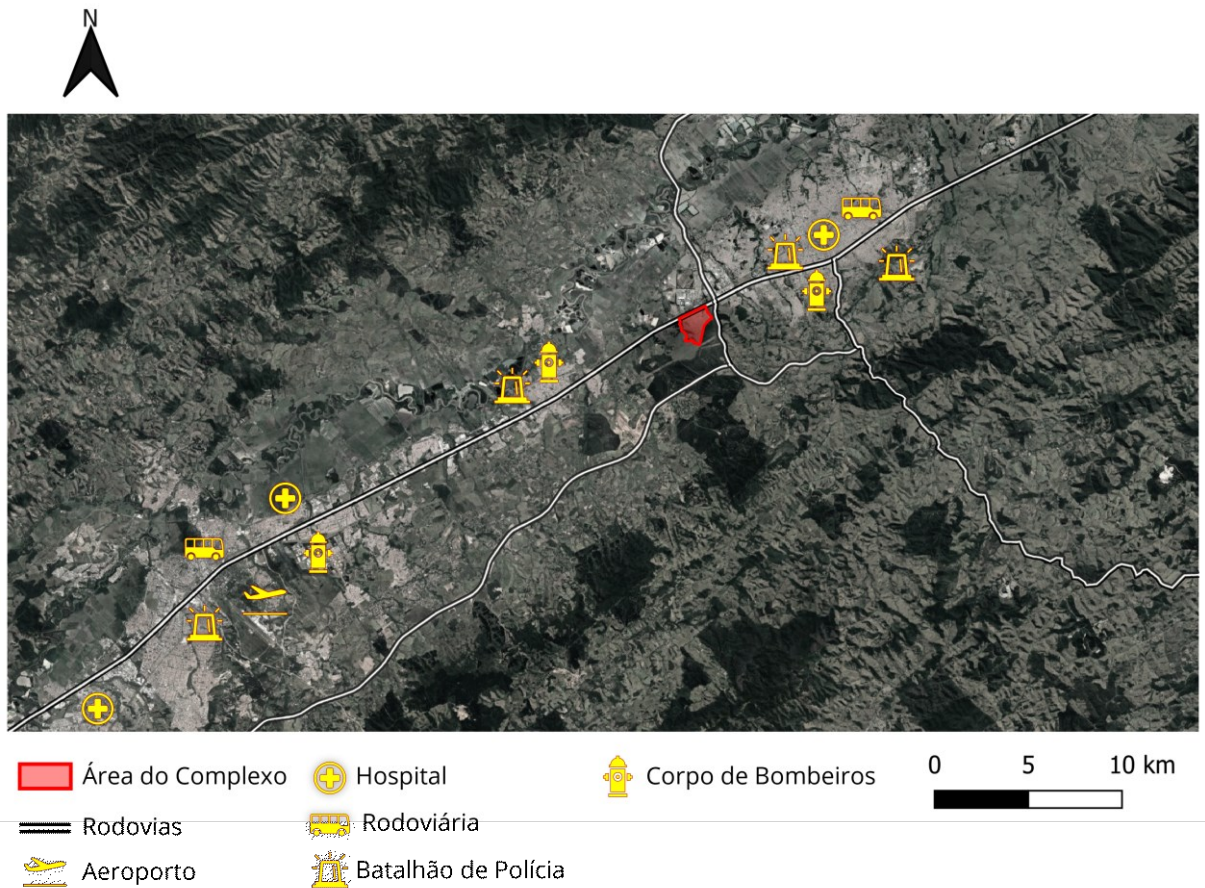 N
Área do Complexo
Hospital
Corpo de Bombeiros
0 5 10 km
Rodovias
Rodoviária
Aeroporto
Batalhão de Polícia